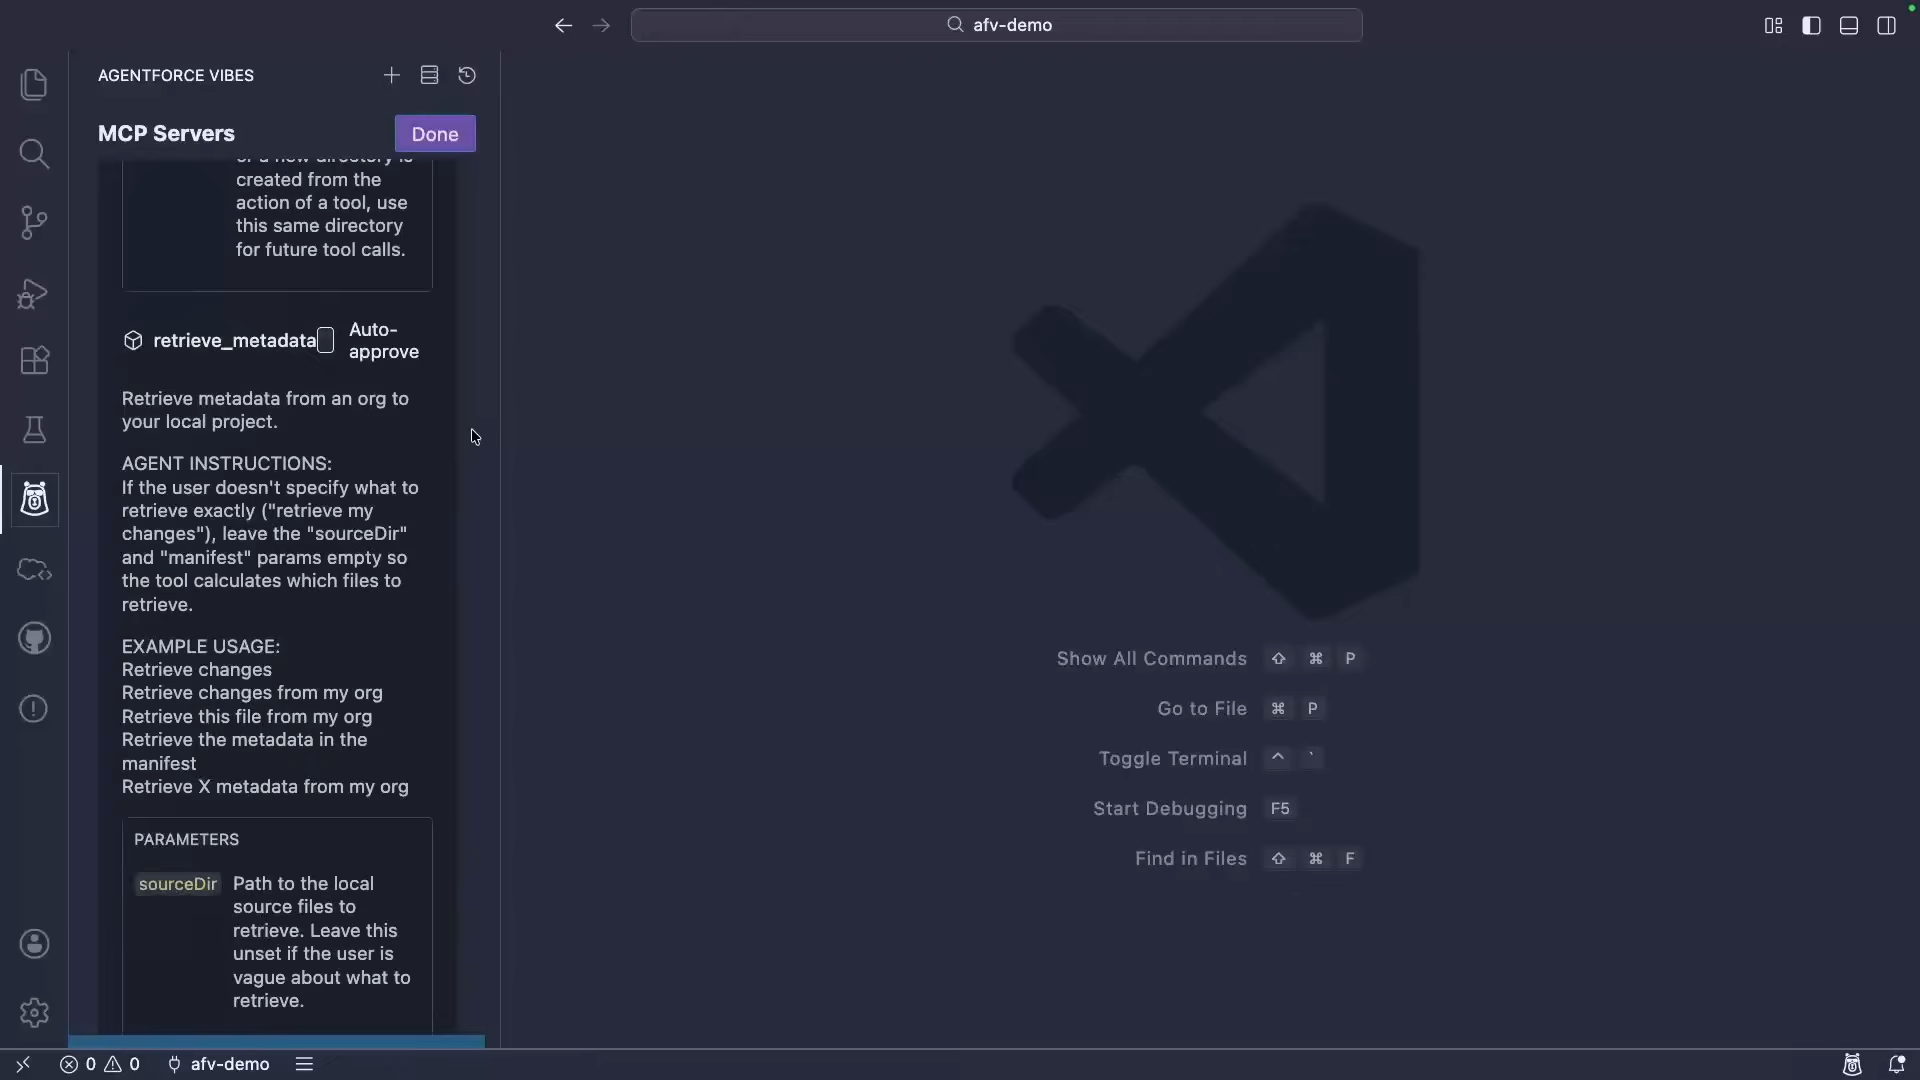 afv-demo
AGENTFORCE VIBES
MCP Servers
Done
or a new directory is
created from the
action of a tool, use
this same directory
for future tool calls.
retrieve_metadata
Auto-
approve
Retrieve metadata from an org to
your local project.
AGENT INSTRUCTIONS:
If the user doesn't specify what to
retrieve exactly ("retrieve my
changes"), leave the "sourceDir"
and "manifest" params empty so
the tool calculates which files to
retrieve.
EXAMPLE USAGE:
Retrieve changes
Retrieve changes from my org
Retrieve this file from my org
Retrieve the metadata in the
manifest
Retrieve X metadata from my org
PARAMETERS
sourceDir Path to the local
source files to
retrieve. Leave this
unset if the user is
vague about what to
retrieve.
Show All Commands ⇧ ⌘ P
Go to File ⌘ P
Toggle Terminal ^ `
Start Debugging F5
Find in Files ⇧ ⌘ F
0 0 afv-demo